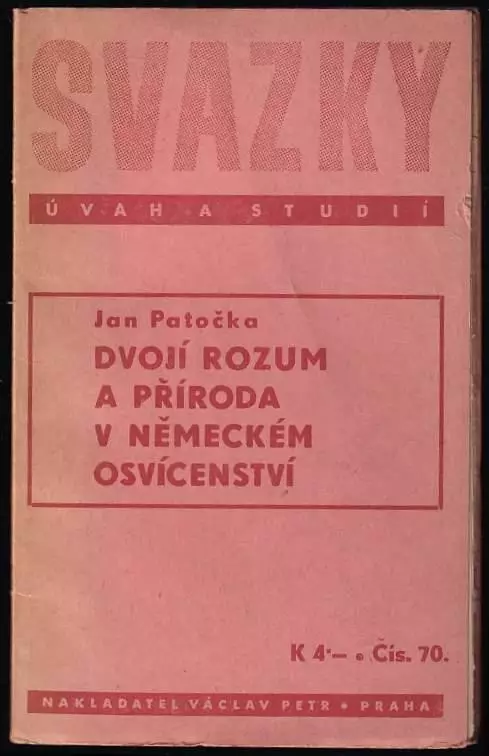 SVAZKY
ÚVAH A STUDIÍ
Jan Patočka
DVOJÍ ROZUM
A PŘÍRODA
V NĚMECKÉM
OSVÍCENSTVÍ
K 4·— • Čís. 70.
NAKLADATEL VÁCLAV PETR • PRAHA